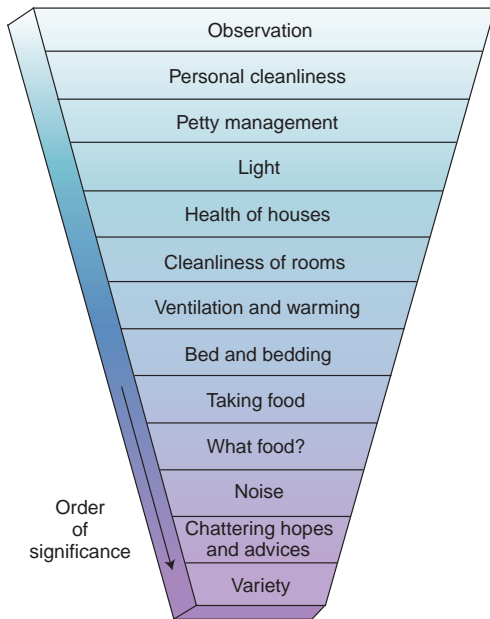 Observation
Personal cleanliness
Petty management
Light
Health of houses
Cleanliness of rooms
Ventilation and warming
Bed and bedding
Taking food
What food?
Noise
Chattering hopes
and advices
Variety
Order
of
significance